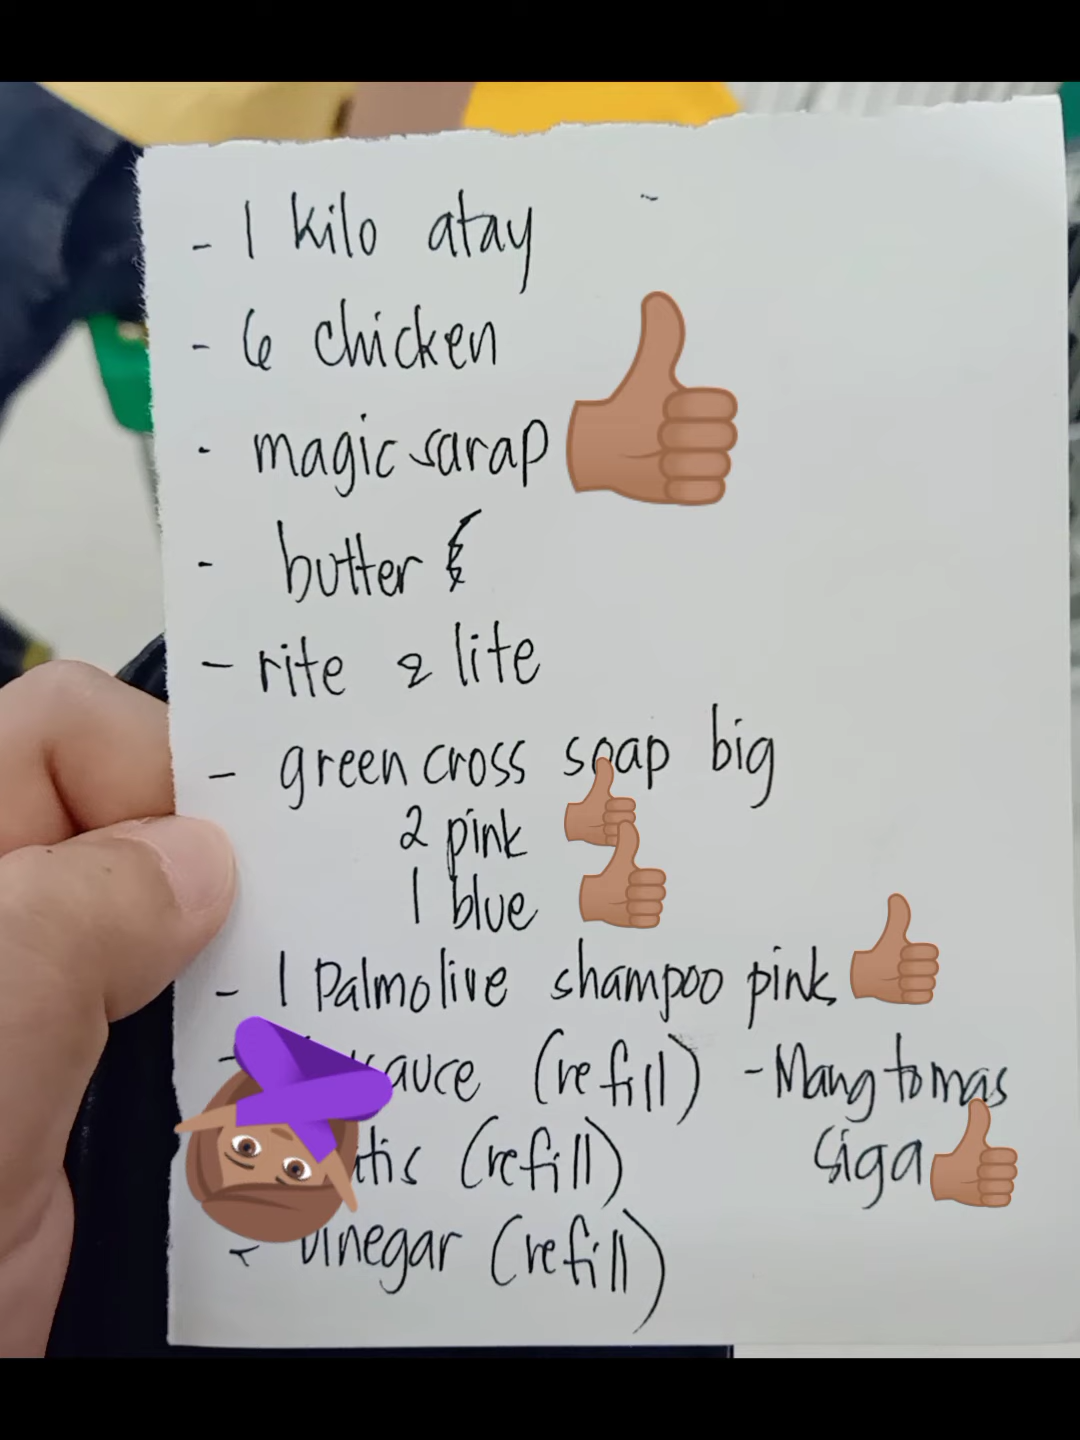 - 1 kilo atay
- 6 chicken
- magic sarap
- butter
- rite 2 lite
- green cross soap big
2 pink
1 blue
- 1 Palmolive shampoo pink
(refill) - Mang tomas
(refill) siga
vinegar (refill)